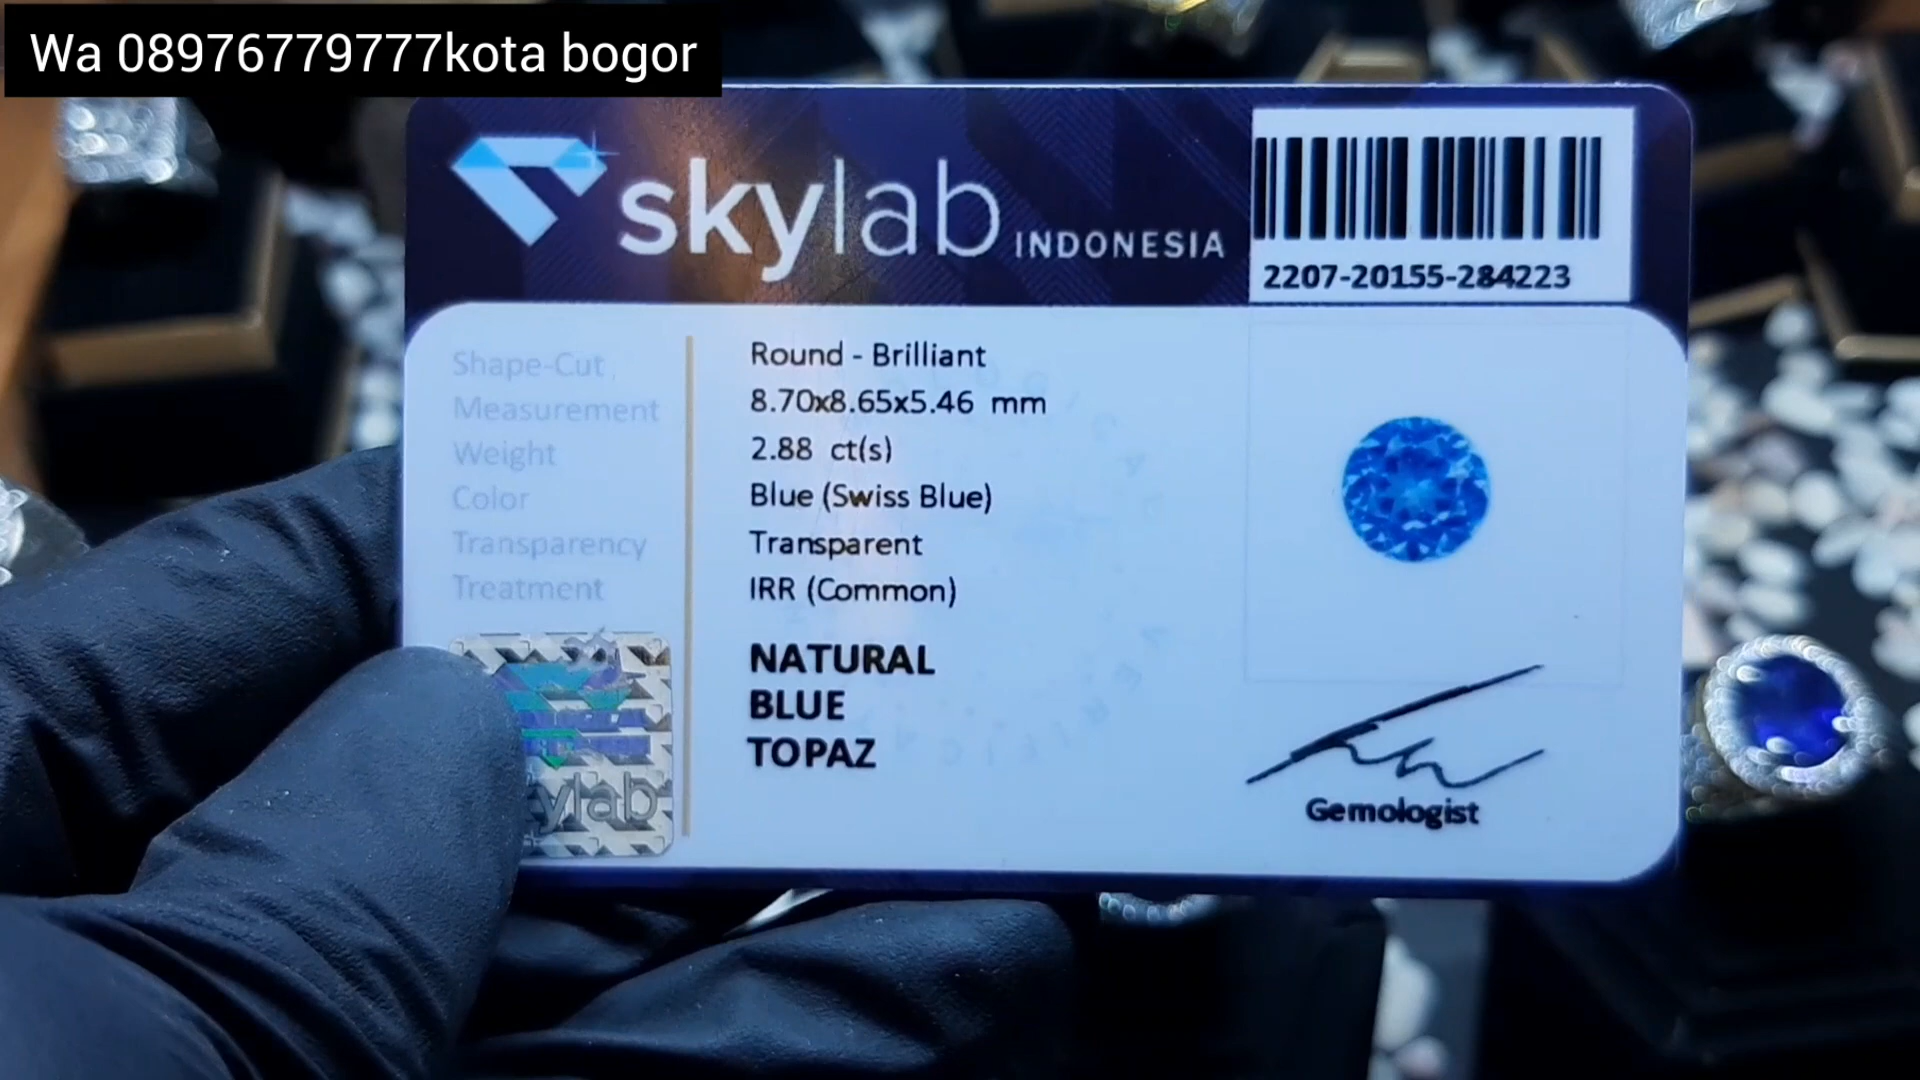 Wa 08976779777kota bogor
skylab INDONESIA
2207-20155-284223
Shape-Cut Round - Brilliant
Measurement 8.70x8.65x5.46 mm
Weight 2.88 ct(s)
Color Blue (Swiss Blue)
Transparency Transparent
Treatment IRR (Common)
NATURAL
BLUE
TOPAZ
ylab
Gemologist